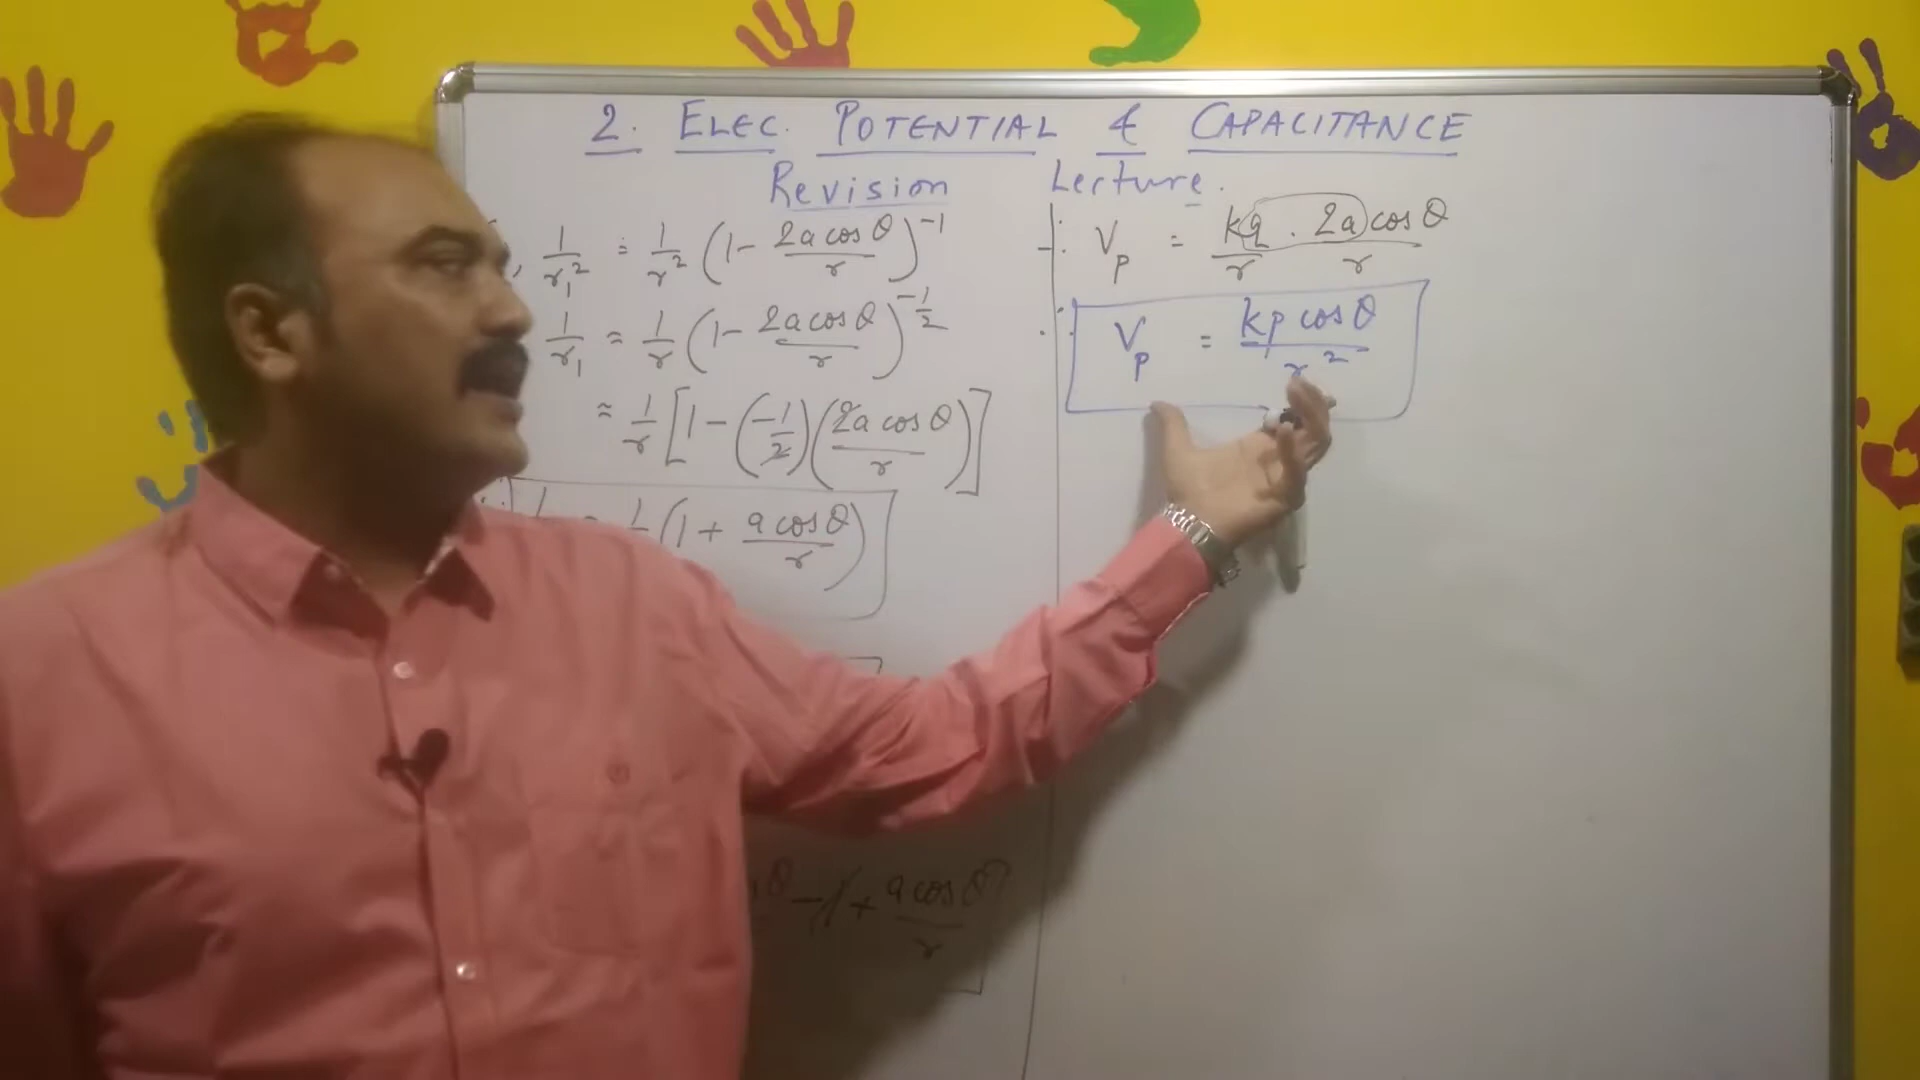 2. ELEC. POTENTIAL & CAPACITANCE
Revision Lecture.
, 1/r₁² = 1/r² (1 - 2a cos θ/r)⁻¹
1/r₁ = 1/r (1 - 2a cos θ/r)^(-1/2)
≈ 1/r [1 - (-1/2)(2a cos θ/r)]
(1 + a cos θ/r)
θ - 1 + a cos θ/r
∴ Vₚ = kq/r . 2a cos θ/r
∴ Vₚ = kp cos θ/r²